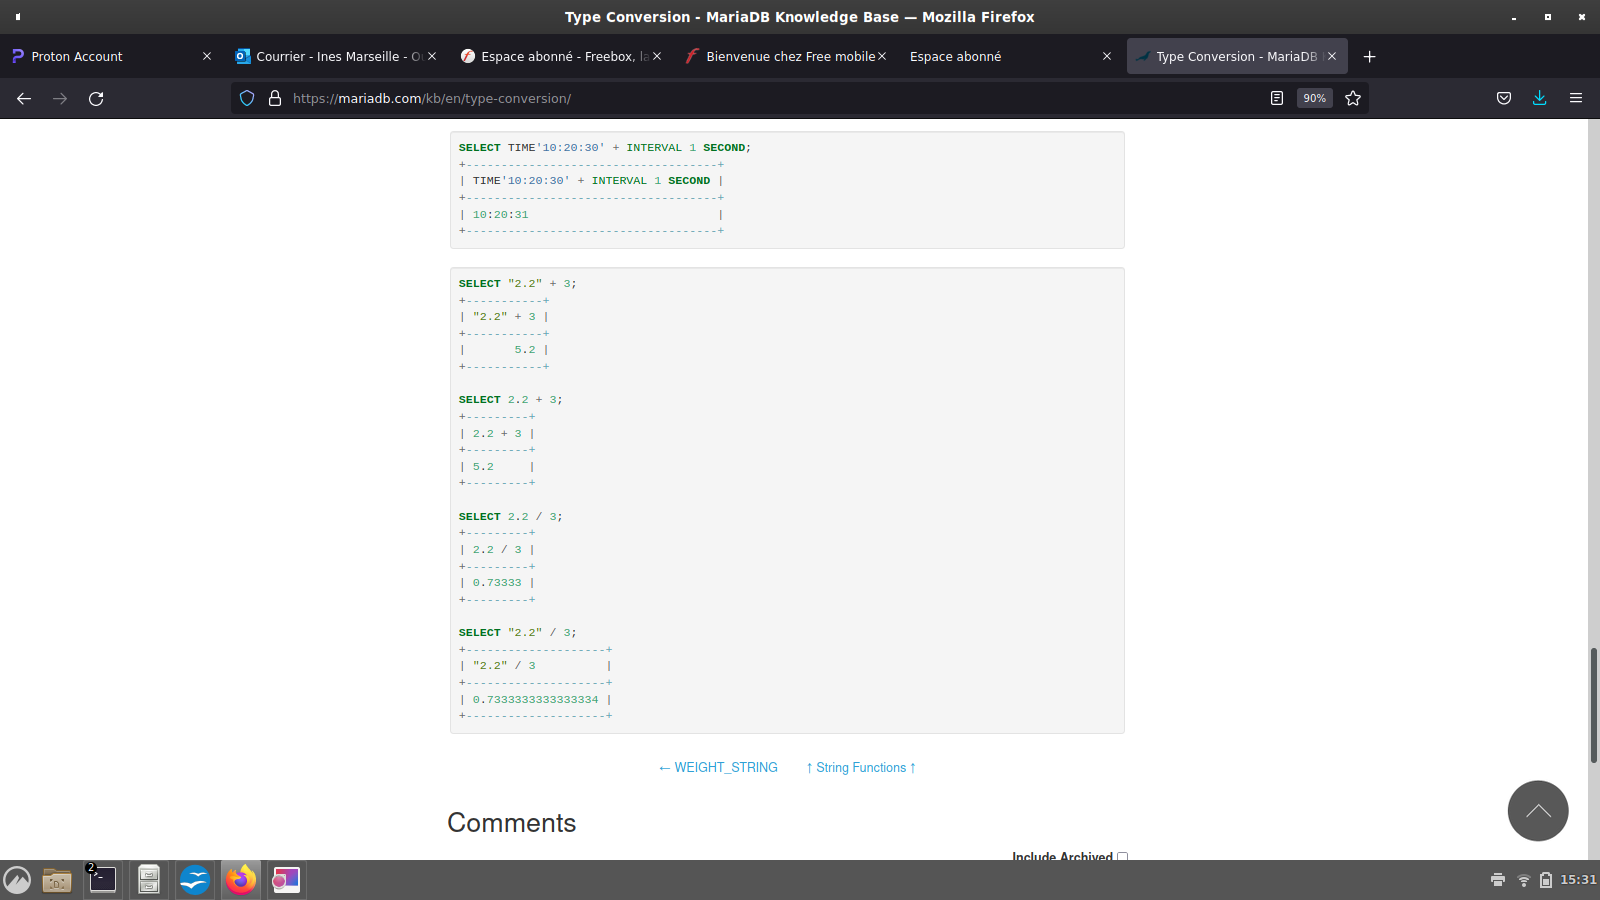 Type Conversion - MariaDB Knowledge Base — Mozilla Firefox
Proton Account
Courrier - Ines Marseille - O
Espace abonné - Freebox, la
Bienvenue chez Free mobile
Espace abonné
Type Conversion - MariaDB
https://mariadb.com/kb/en/type-conversion/
90%
SELECT TIME'10:20:30' + INTERVAL 1 SECOND;
+------------------------------------+
| TIME'10:20:30' + INTERVAL 1 SECOND |
+------------------------------------+
| 10:20:31                           |
+------------------------------------+
SELECT "2.2" + 3;
+-----------+
| "2.2" + 3 |
+-----------+
|       5.2 |
+-----------+
SELECT 2.2 + 3;
+---------+
| 2.2 + 3 |
+---------+
| 5.2     |
+---------+
SELECT 2.2 / 3;
+---------+
| 2.2 / 3 |
+---------+
| 0.73333 |
+---------+
SELECT "2.2" / 3;
+--------------------+
| "2.2" / 3          |
+--------------------+
| 0.7333333333333334 |
+--------------------+
← WEIGHT_STRING ↑ String Functions ↑
Comments
Include Archived
2
15:31